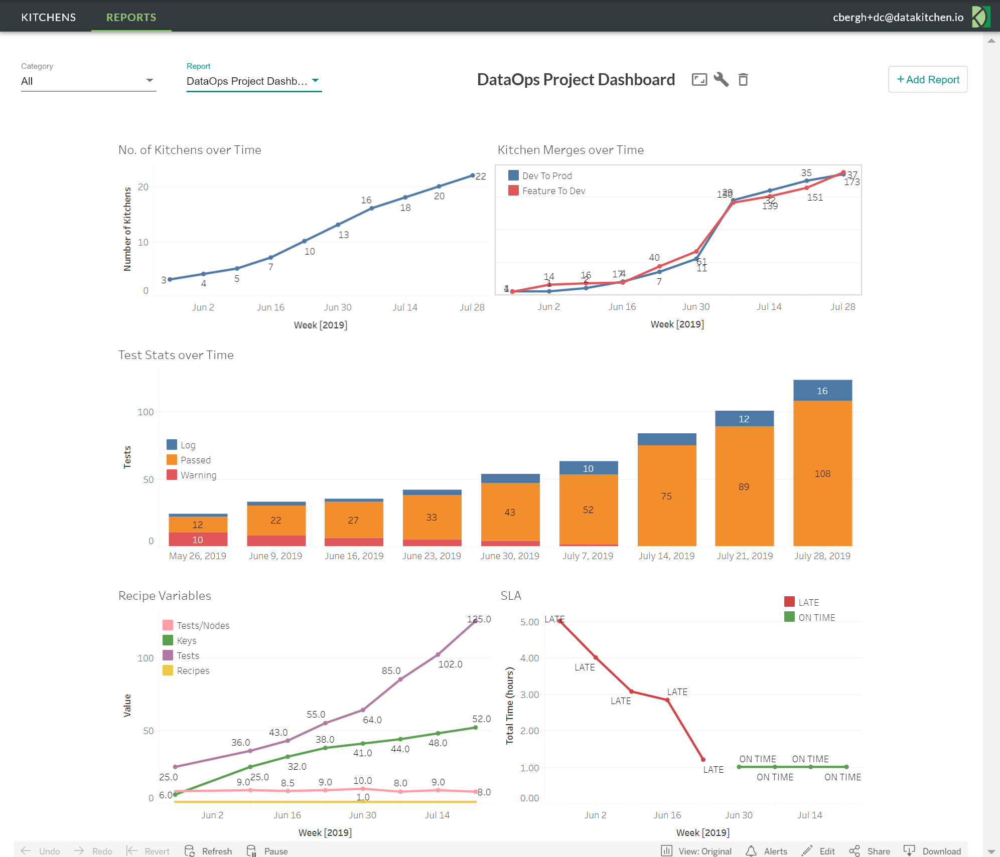 KITCHENS REPORTS cbergh+dc@datakitchen.io
Category Report
All DataOps Project Dashb... DataOps Project Dashboard + Add Report
No. of Kitchens over Time
Number of Kitchens
20
10
0
3
4
5
7
10
13
16
18
20
22
Jun 2 Jun 16 Jun 30 Jul 14 Jul 28
Week [2019]
Kitchen Merges over Time
Dev To Prod
Feature To Dev
14
1
16
2
17
4
40
7
61
11
32
139
35
151
37
173
Jun 2 Jun 16 Jun 30 Jul 14 Jul 28
Week [2019]
Test Stats over Time
Tests
100
50
0
Log
Passed
Warning
12
10
22
27
33
43
10
52
75
12
89
16
108
May 26, 2019 June 9, 2019 June 16, 2019 June 23, 2019 June 30, 2019 July 7, 2019 July 14, 2019 July 21, 2019 July 28, 2019
Recipe Variables
Tests/Nodes
Keys
Tests
Recipes
Value
100
50
0
125.0
102.0
85.0
64.0
55.0
43.0
36.0
25.0
52.0
48.0
44.0
41.0
38.0
32.0
25.0
6.0
9.0
8.5
9.0
10.0
8.0
9.0
8.0
1.0
Jun 2 Jun 16 Jun 30 Jul 14
Week [2019]
SLA
LATE
ON TIME
Total Time (hours)
5.00
4.00
3.00
2.00
1.00
0.00
LATE
LATE
LATE
LATE
LATE
ON TIME
ON TIME
ON TIME
ON TIME
Jun 2 Jun 16 Jun 30 Jul 14
Week [2019]
Undo Redo Revert Refresh Pause View: Original Alerts Edit Share Download